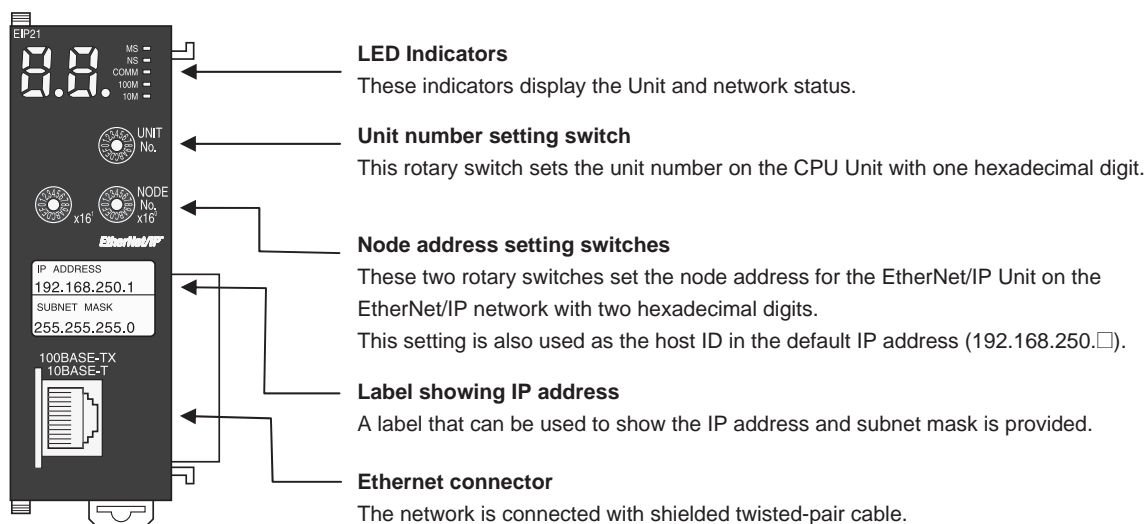 EIP21
8.8.
MS
NS
COMM
100M
10M
UNIT
No.
NODE
No.
x16¹
x16⁰
EtherNet/IP™
IP ADDRESS
192.168.250.1
SUBNET MASK
255.255.255.0
100BASE-TX
10BASE-T
LED Indicators
These indicators display the Unit and network status.
Unit number setting switch
This rotary switch sets the unit number on the CPU Unit with one hexadecimal digit.
Node address setting switches
These two rotary switches set the node address for the EtherNet/IP Unit on the
EtherNet/IP network with two hexadecimal digits.
This setting is also used as the host ID in the default IP address (192.168.250.□).
Label showing IP address
A label that can be used to show the IP address and subnet mask is provided.
Ethernet connector
The network is connected with shielded twisted-pair cable.